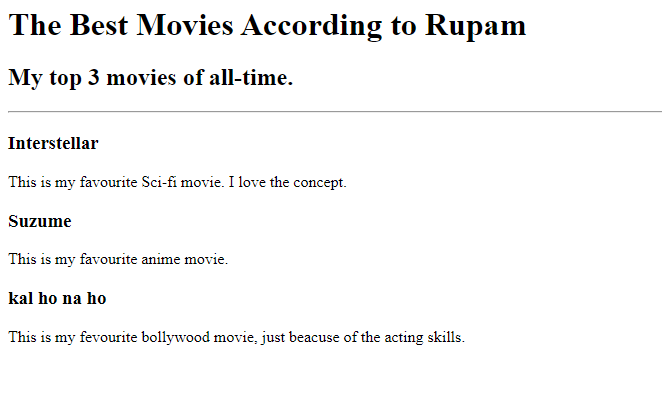 The Best Movies According to Rupam
My top 3 movies of all-time.
Interstellar
This is my favourite Sci-fi movie. I love the concept.
Suzume
This is my favourite anime movie.
kal ho na ho
This is my fevourite bollywood movie, just beacuse of the acting skills.